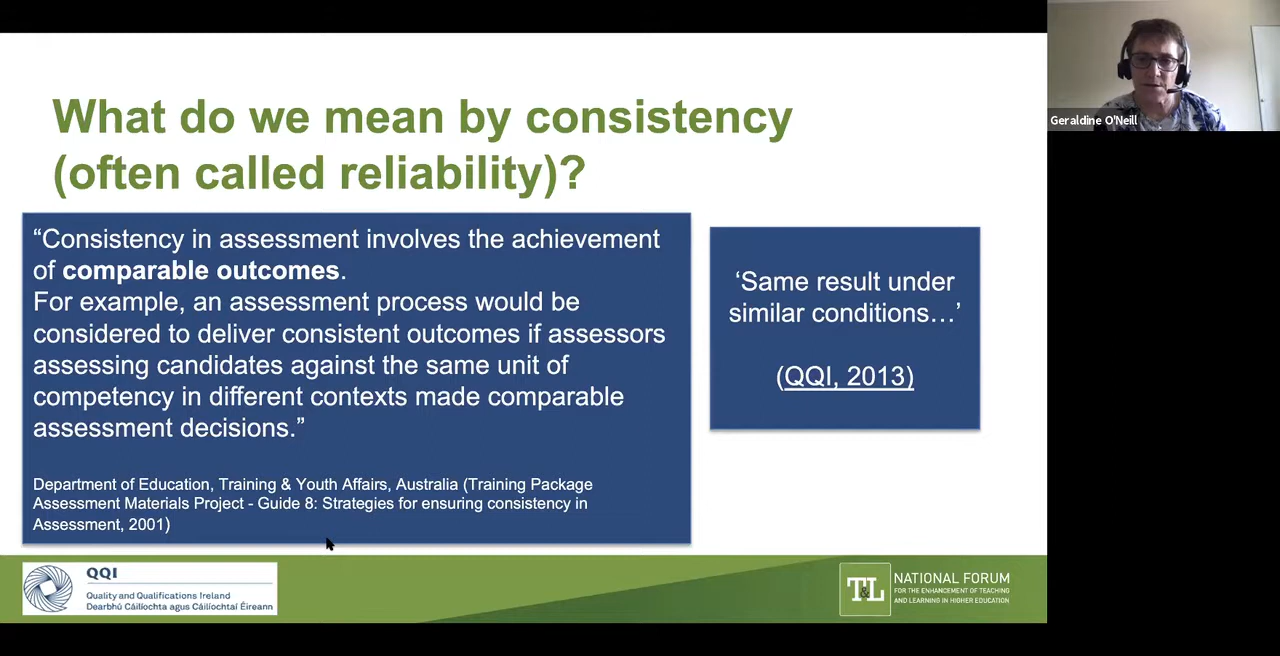 What do we mean by consistency
(often called reliability)?
“Consistency in assessment involves the achievement
of comparable outcomes.
For example, an assessment process would be
considered to deliver consistent outcomes if assessors
assessing candidates against the same unit of
competency in different contexts made comparable
assessment decisions.”
Department of Education, Training & Youth Affairs, Australia (Training Package
Assessment Materials Project - Guide 8: Strategies for ensuring consistency in
Assessment, 2001)
‘Same result under
similar conditions…’
(QQI, 2013)
Geraldine O'Neill
QQI
Quality and Qualifications Ireland
Dearbhú Cáilíochta agus Cáilíochtaí Éireann
T&L
NATIONAL FORUM
FOR THE ENHANCEMENT OF TEACHING
AND LEARNING IN HIGHER EDUCATION